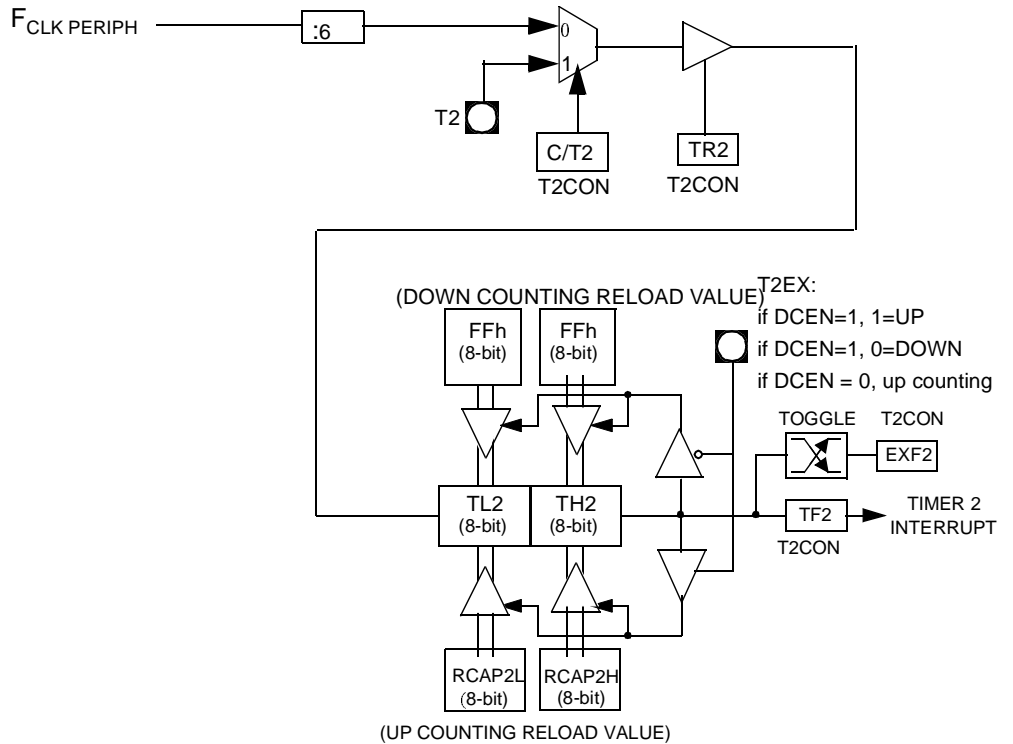 FCLK PERIPH
:6
0
1
T2
C/T2
TR2
T2CON
T2CON
T2EX:
(DOWN COUNTING RELOAD VALUE)
if DCEN=1, 1=UP
FFh
(8-bit)
FFh
(8-bit)
if DCEN=1, 0=DOWN
if DCEN = 0, up counting
TOGGLE
T2CON
EXF2
TL2
(8-bit)
TH2
(8-bit)
TF2
TIMER 2
INTERRUPT
T2CON
RCAP2L
(8-bit)
RCAP2H
(8-bit)
(UP COUNTING RELOAD VALUE)